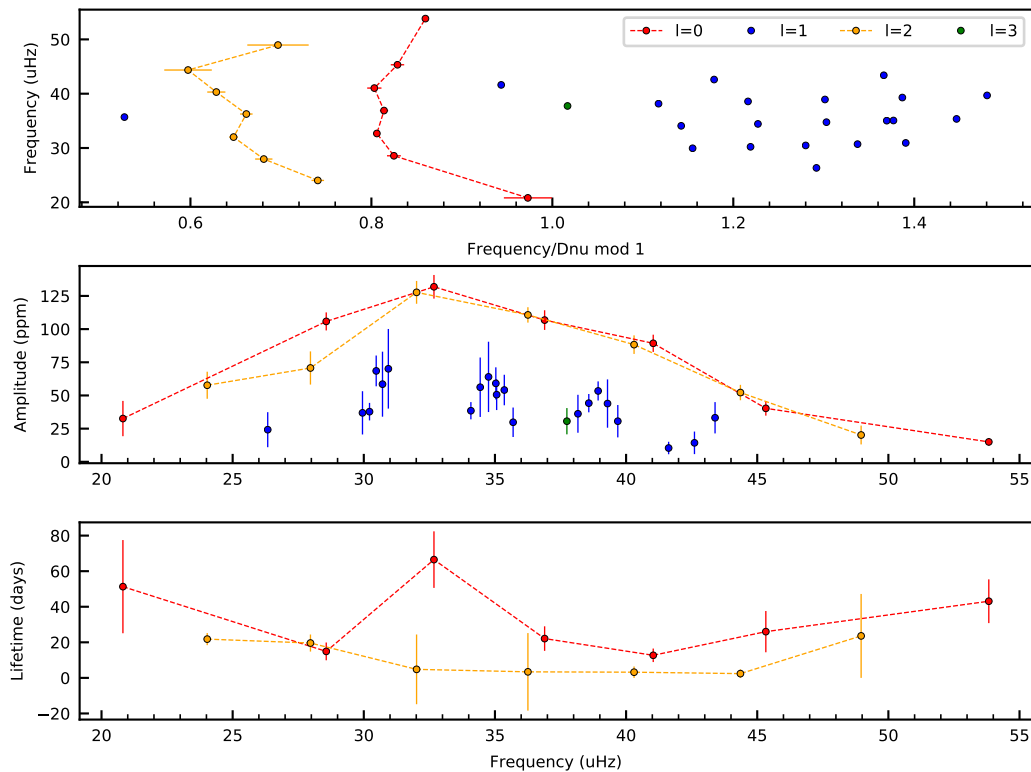 l=0 l=1 l=2 l=3
Frequency (uHz)
50
40
30
20
0.6 0.8 1.0 1.2 1.4
Frequency/Dnu mod 1
Amplitude (ppm)
125
100
75
50
25
0
20 25 30 35 40 45 50 55
Lifetime (days)
80
60
40
20
0
−20
20 25 30 35 40 45 50 55
Frequency (uHz)